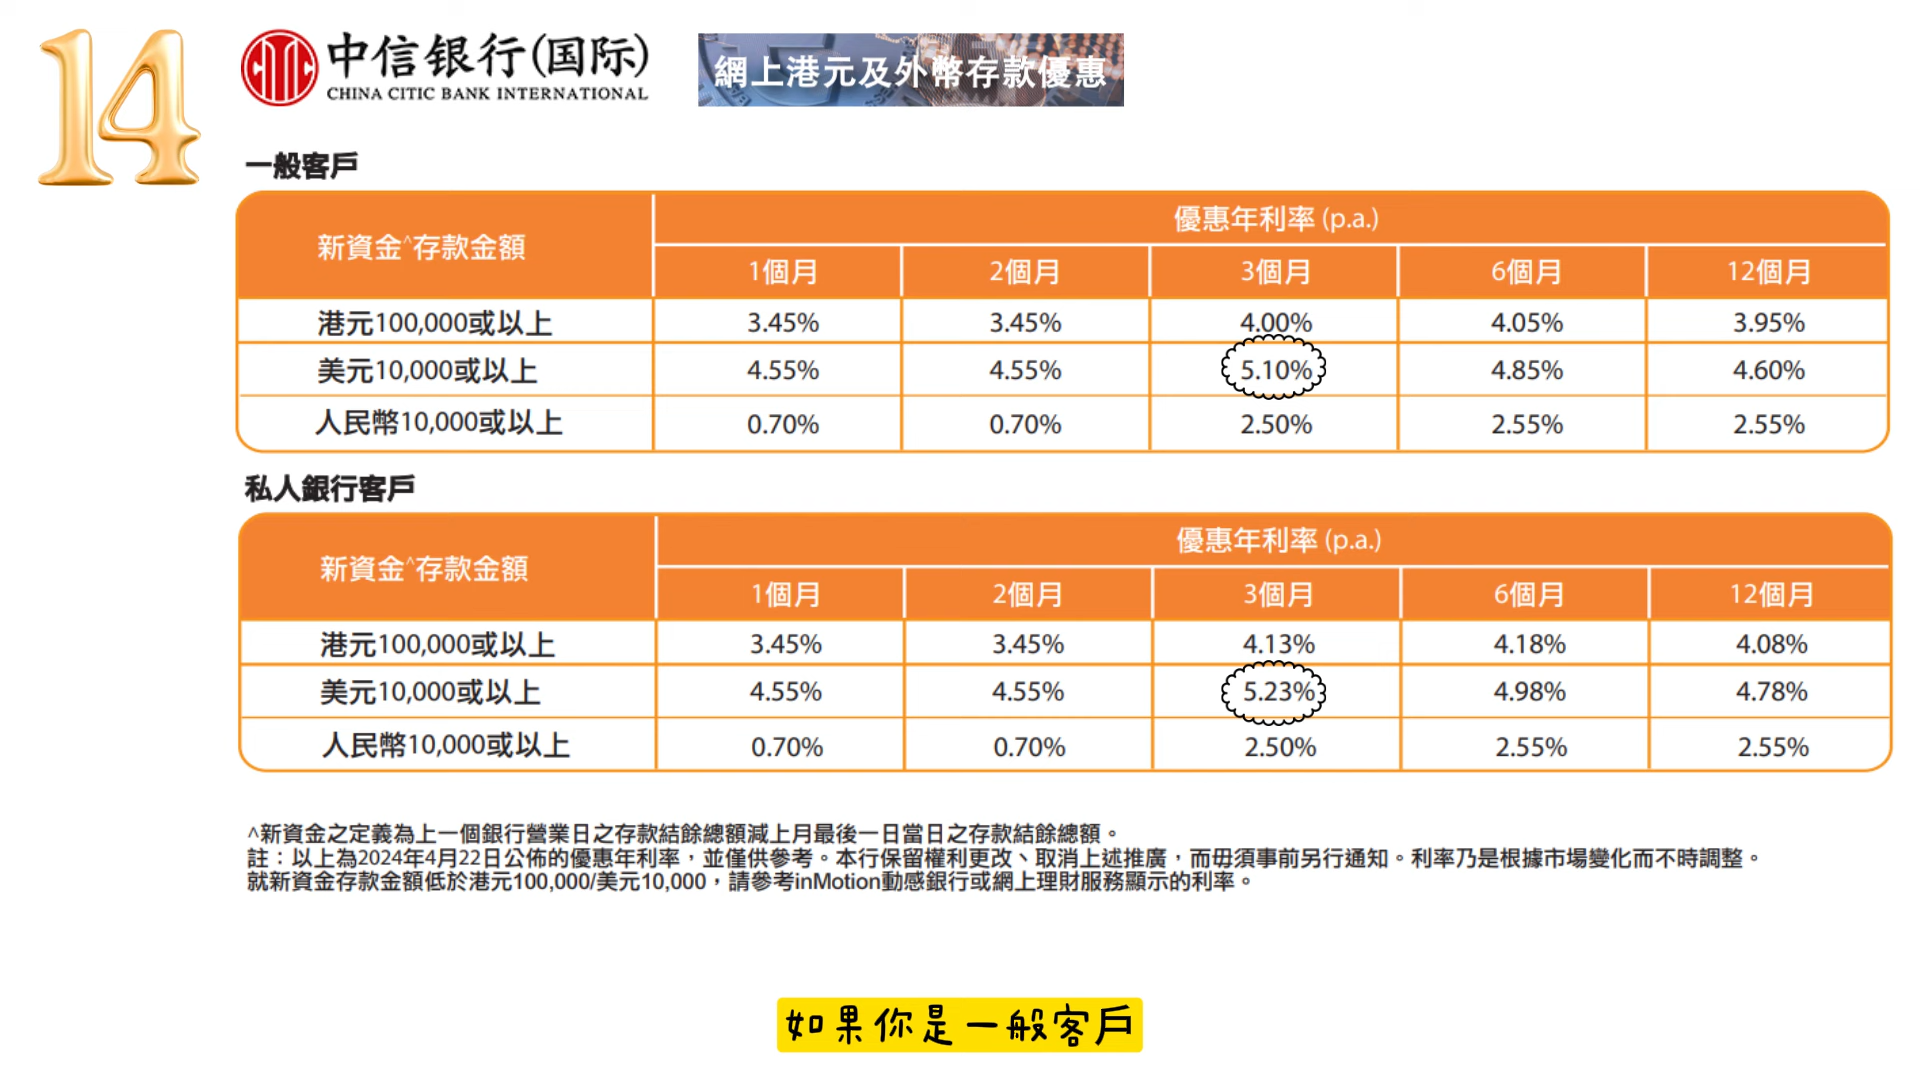 14
中信银行(国际)
CHINA CITIC BANK INTERNATIONAL
網上港元及外幣存款優惠
一般客戶
新資金^存款金額
優惠年利率 (p.a.)
1個月 2個月 3個月 6個月 12個月
港元100,000或以上 3.45% 3.45% 4.00% 4.05% 3.95%
美元10,000或以上 4.55% 4.55% 5.10% 4.85% 4.60%
人民幣10,000或以上 0.70% 0.70% 2.50% 2.55% 2.55%
私人銀行客戶
新資金^存款金額
優惠年利率 (p.a.)
1個月 2個月 3個月 6個月 12個月
港元100,000或以上 3.45% 3.45% 4.13% 4.18% 4.08%
美元10,000或以上 4.55% 4.55% 5.23% 4.98% 4.78%
人民幣10,000或以上 0.70% 0.70% 2.50% 2.55% 2.55%
^新資金之定義為上一個銀行營業日之存款結餘總額減上月最後一日當日之存款結餘總額。
註：以上為2024年4月22日公佈的優惠年利率，並僅供參考。本行保留權利更改、取消上述推廣，而毋須事前另行通知。利率乃是根據市場變化而不時調整。
就新資金存款金額低於港元100,000/美元10,000，請參考inMotion動感銀行或網上理財服務顯示的利率。
如果你是一般客戶